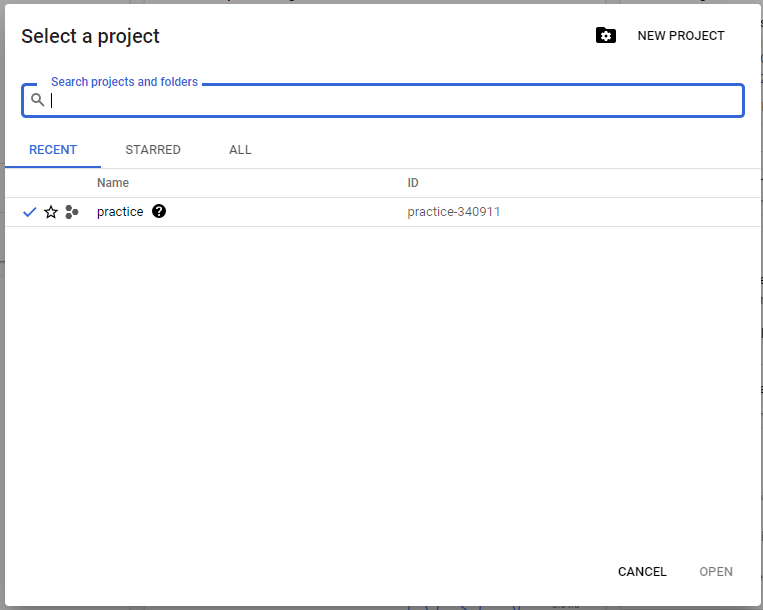 Select a project
NEW PROJECT
Search projects and folders
RECENT STARRED ALL
Name ID
practice practice-340911
CANCEL OPEN